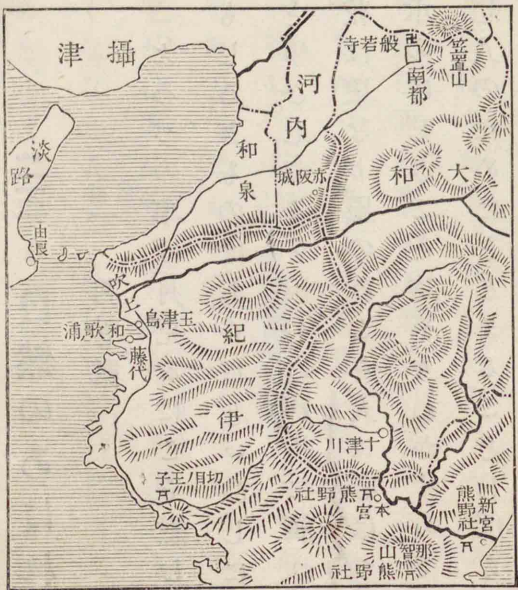 攝津
般若寺
卍
笠置山
南都
河内
淡路
大和
和泉
赤阪城
由良
玉津島
和歌浦
紀伊
藤代
十津川
切目ノ王子
熊野社
本宮
新宮
熊野社
那智山
熊野社